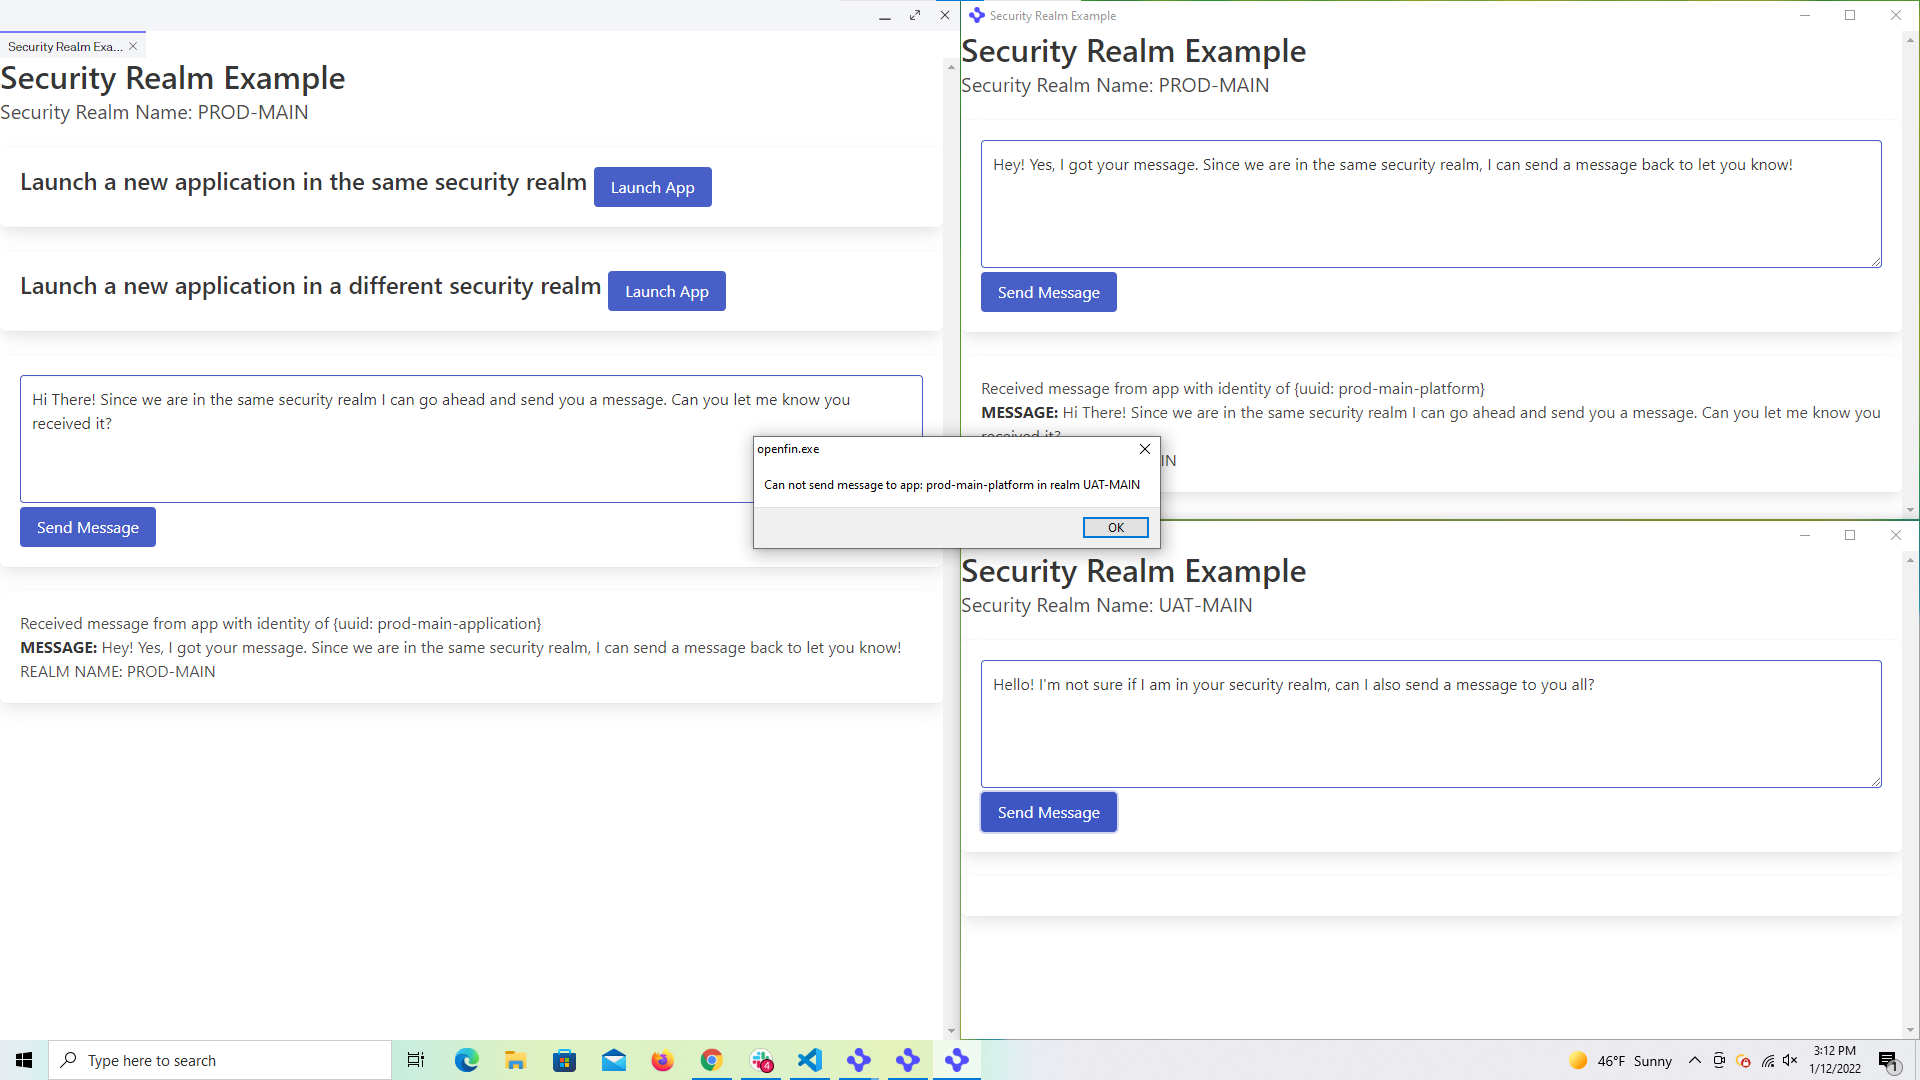 Security Realm Exa...
Security Realm Example
Security Realm Name: PROD-MAIN
Launch a new application in the same security realm
Launch App
Launch a new application in a different security realm
Launch App
Hi There! Since we are in the same security realm I can go ahead and send you a message. Can you let me know you
received it?
Send Message
Received message from app with identity of {uuid: prod-main-application}
MESSAGE: Hey! Yes, I got your message. Since we are in the same security realm, I can send a message back to let you know!
REALM NAME: PROD-MAIN
Security Realm Example
Security Realm Example
Security Realm Name: PROD-MAIN
Hey! Yes, I got your message. Since we are in the same security realm, I can send a message back to let you know!
Send Message
Received message from app with identity of {uuid: prod-main-platform}
MESSAGE: Hi There! Since we are in the same security realm I can go ahead and send you a message. Can you let me know you
received it?
IN
openfin.exe
Can not send message to app: prod-main-platform in realm UAT-MAIN
OK
Security Realm Example
Security Realm Name: UAT-MAIN
Hello! I'm not sure if I am in your security realm, can I also send a message to you all?
Send Message
Type here to search
4
46°F Sunny
3:12 PM
1/12/2022
1